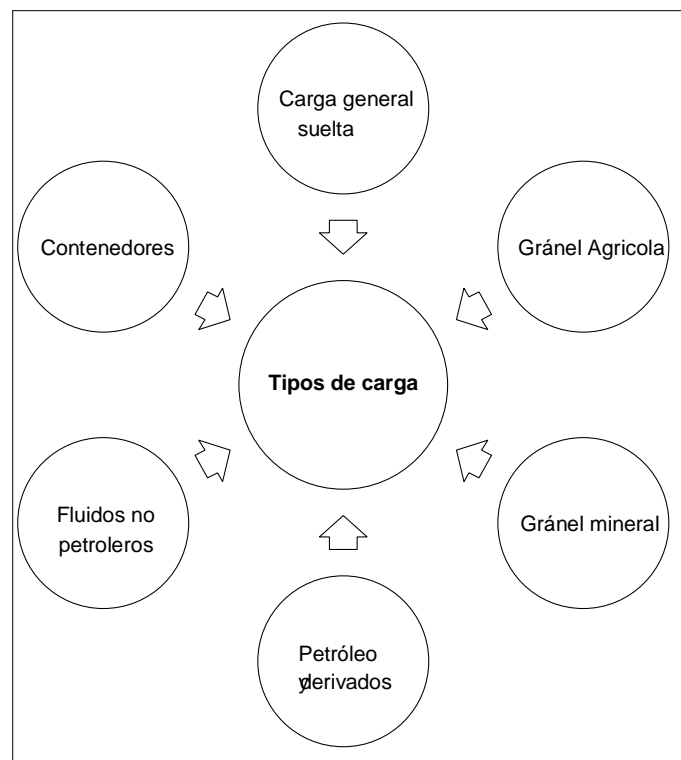 Carga general
suelta
Contenedores
Gránel Agricola
Tipos de carga
Fluidos no
petroleros
Gránel mineral
Petróleo
y derivados